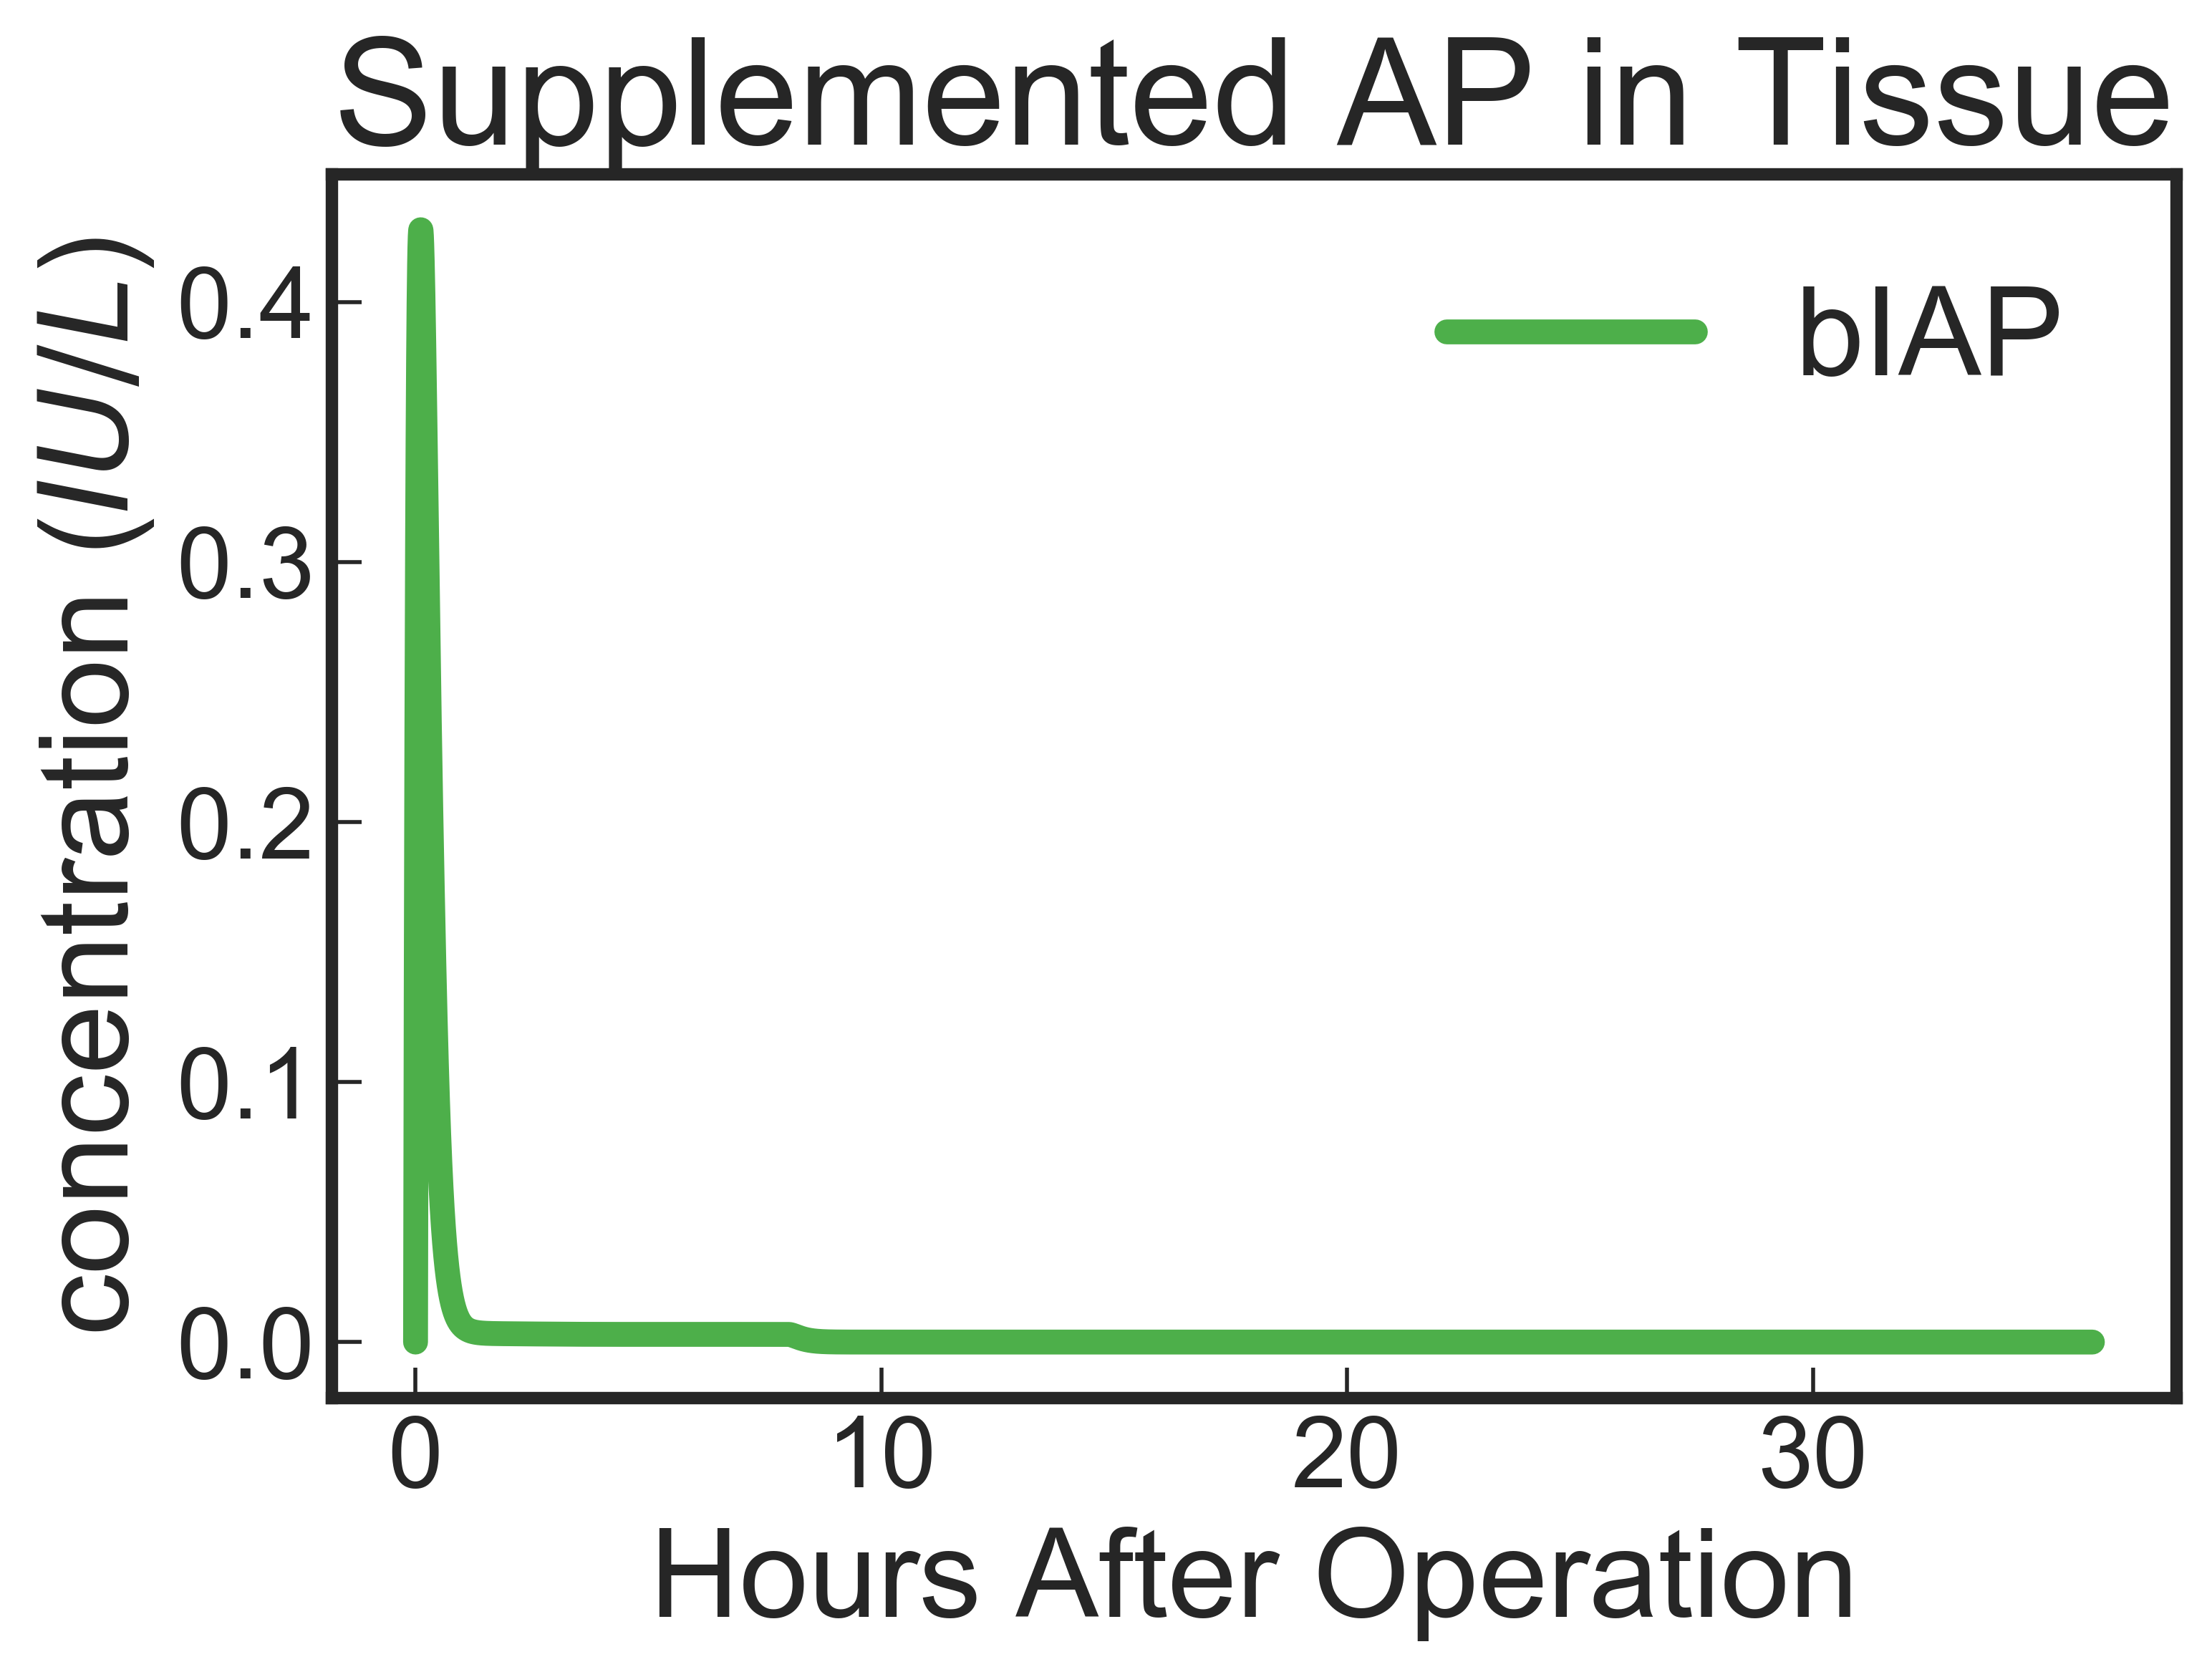 Supplemented AP in Tissue
concentration (IU/L)
0.4
0.3
0.2
0.1
0.0
bIAP
0 10 20 30
Hours After Operation